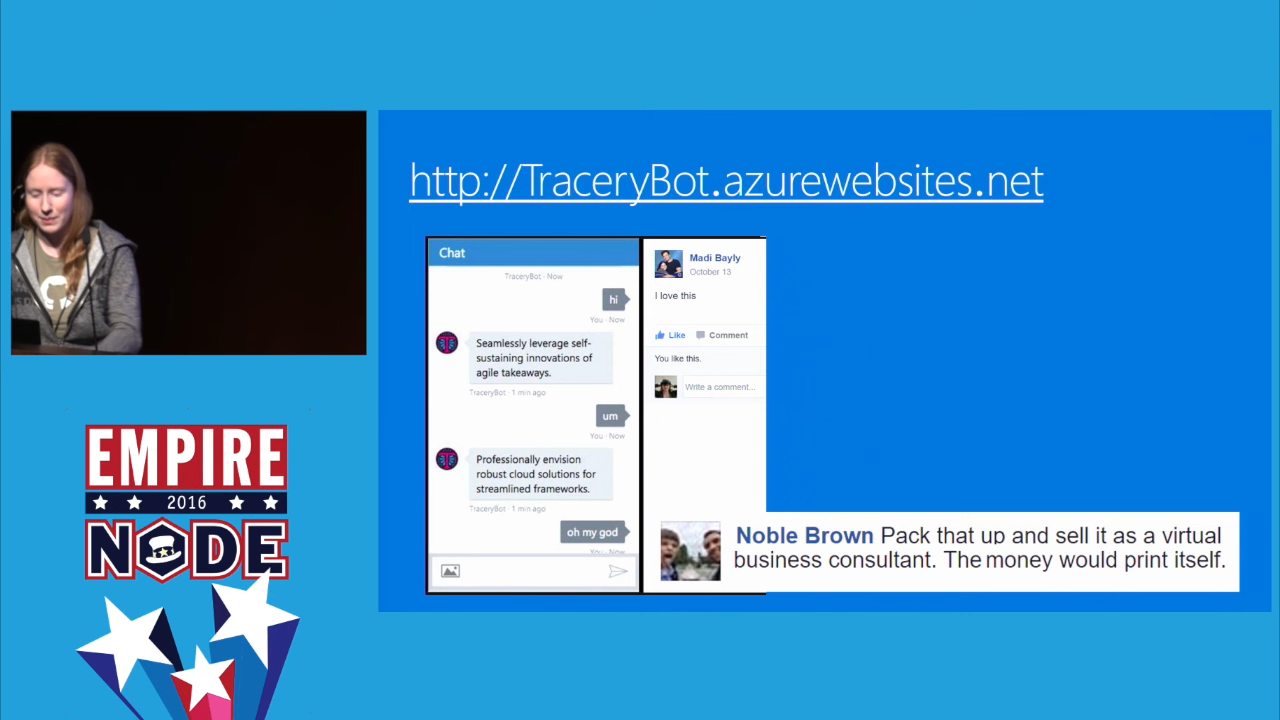 http://TraceryBot.azurewebsites.net
Chat
TraceryBot · Now
hi
You · Now
Seamlessly leverage self-
sustaining innovations of
agile takeaways.
TraceryBot · 1 min ago
um
You · Now
Professionally envision
robust cloud solutions for
streamlined frameworks.
TraceryBot · 1 min ago
oh my god
You · Now
Madi Bayly
October 13
I love this
Like
Comment
You like this.
Write a comment...
Noble Brown Pack that up and sell it as a virtual
business consultant. The money would print itself.
EMPIRE
2016
NODE